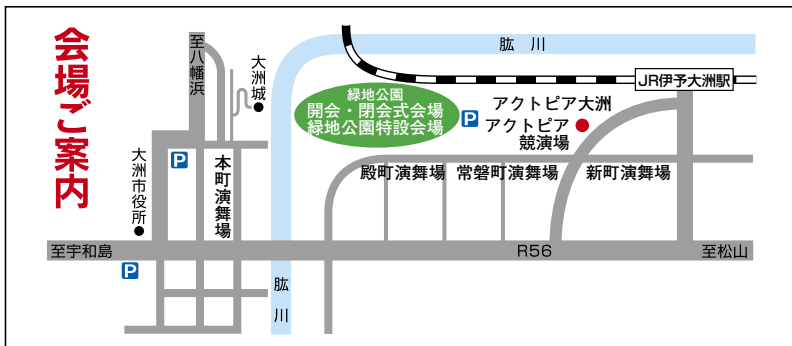 会場ご案内
至八幡浜
大洲城
肱川
JR伊予大洲駅
緑地公園
開会・閉会式会場
緑地公園特設会場
P
アクトピア大洲
アクトピア
競演場
P
大洲市役所
本町演舞場
殿町演舞場
常磐町演舞場
新町演舞場
至宇和島
R56
至松山
P
肱川